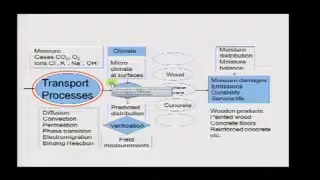 Moisture
Gases CO₂, O₂
Ions Cl⁻, K⁺, Na⁺, OH⁻
Transport
Processes
Diffusion
Convection
Permeation
Phase transition
Electromigration
Binding Reaction
Climate
Micro
climate
at surfaces
Predicted
distribution
Verification
Field
measurements
Wood
Concrete
Moisture
distribution
Moisture
balance
Moisture damages
Emissions
Durability
Service life
Wooden products
Painted wood
Concrete floors
Reinforced concrete
etc.